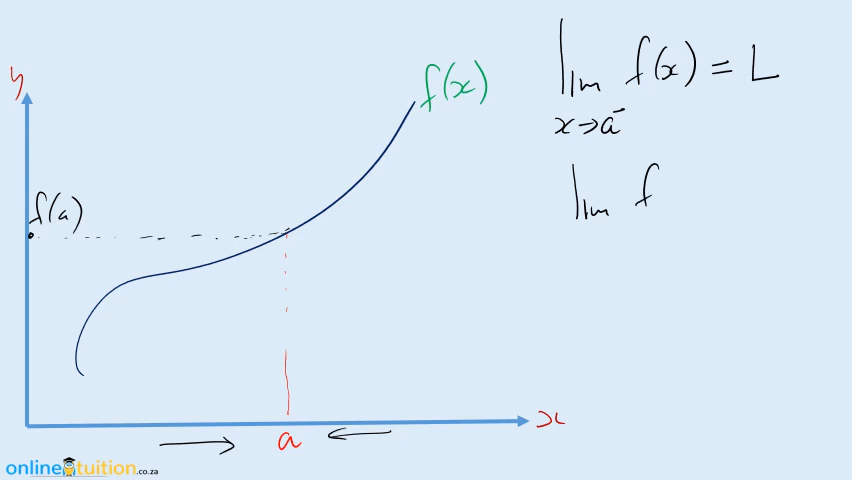 y
f(x)
lim f(x) = L
x→a⁻
lim f
f(a)
x
a
onlinetuition.co.za